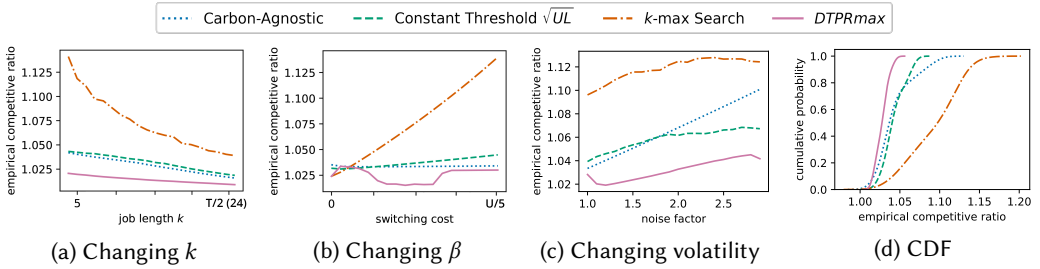 Carbon-Agnostic Constant Threshold √UL k-max Search DTPRmax
empirical competitive ratio
1.125
1.100
1.075
1.050
1.025
5 T/2 (24)
job length k
(a) Changing k
empirical competitive ratio
1.125
1.100
1.075
1.050
1.025
0 U/5
switching cost
(b) Changing β
empirical competitive ratio
1.12
1.10
1.08
1.06
1.04
1.02
1.0 1.5 2.0 2.5
noise factor
(c) Changing volatility
cumulative probability
1.0
0.8
0.6
0.4
0.2
0.0
1.00 1.05 1.10 1.15 1.20
empirical competitive ratio
(d) CDF